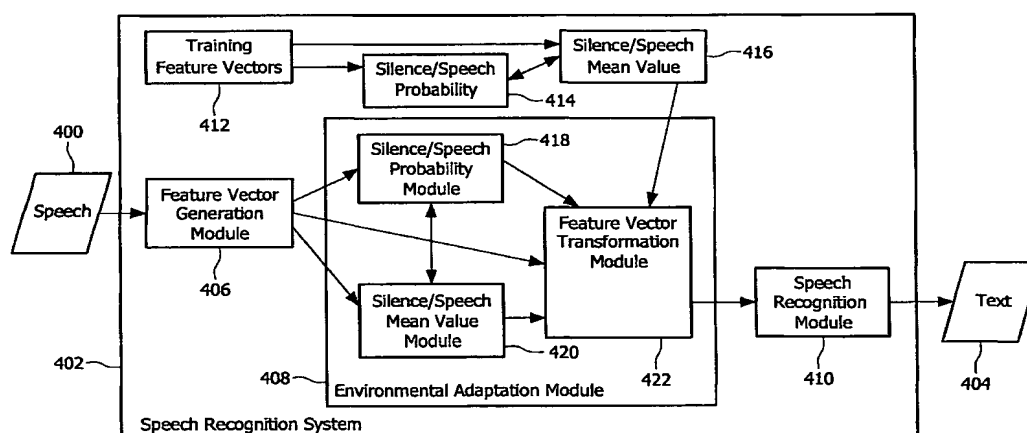 Training
Feature Vectors
412
Silence/Speech
Probability
414
Silence/Speech
Mean Value
416
400
Speech
Feature Vector
Generation
Module
406
Silence/Speech
Probability
Module
418
Silence/Speech
Mean Value
Module
420
Feature Vector
Transformation
Module
422
Speech
Recognition
Module
410
Text
404
402
408
Environmental Adaptation Module
Speech Recognition System